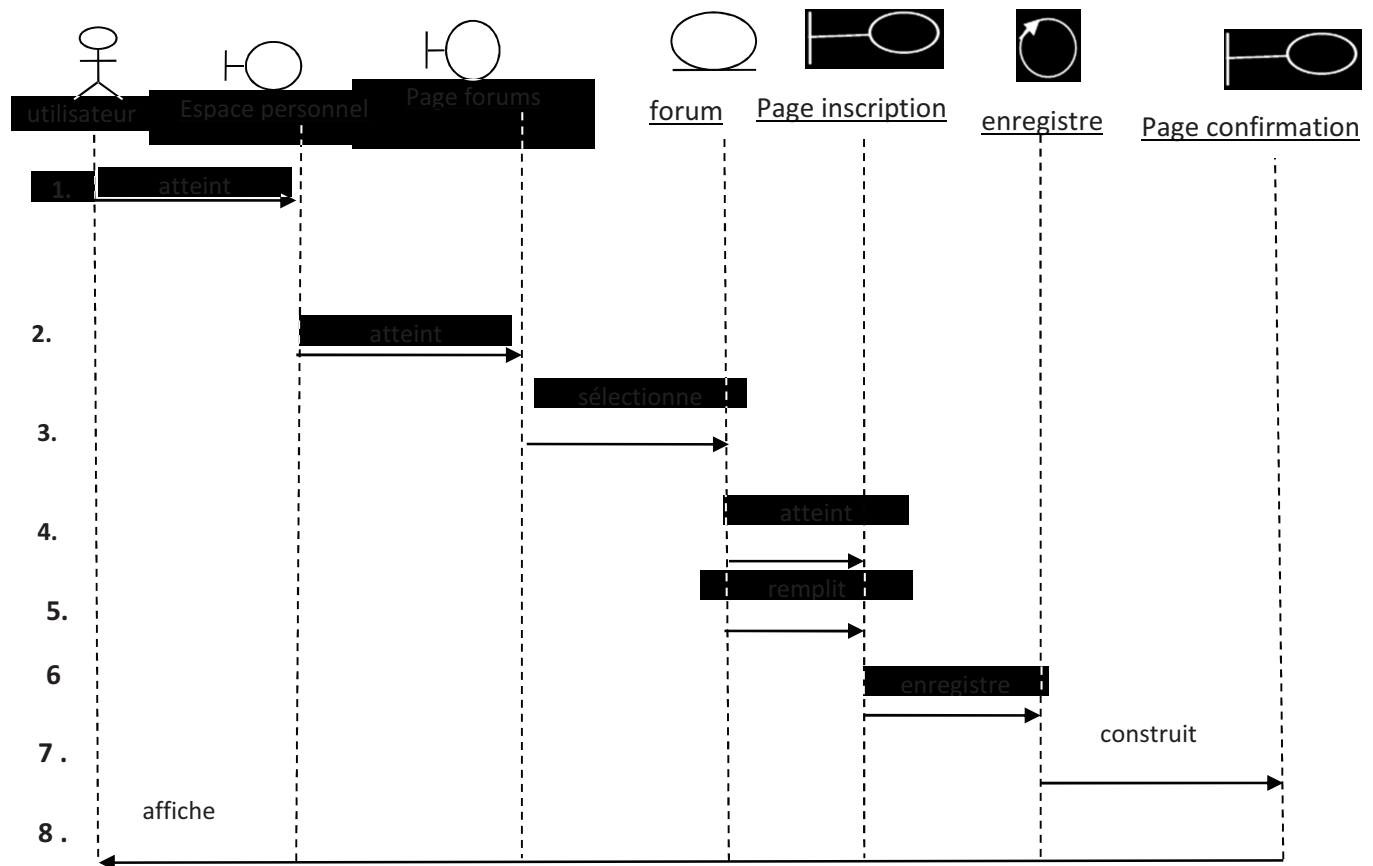 utilisateur
Espace personnel
Page forums
forum
Page inscription
enregistre
Page confirmation
1. atteint
2. atteint
3. sélectionne
4. atteint
5. remplit
6 enregistre
7 . construit
8 . affiche